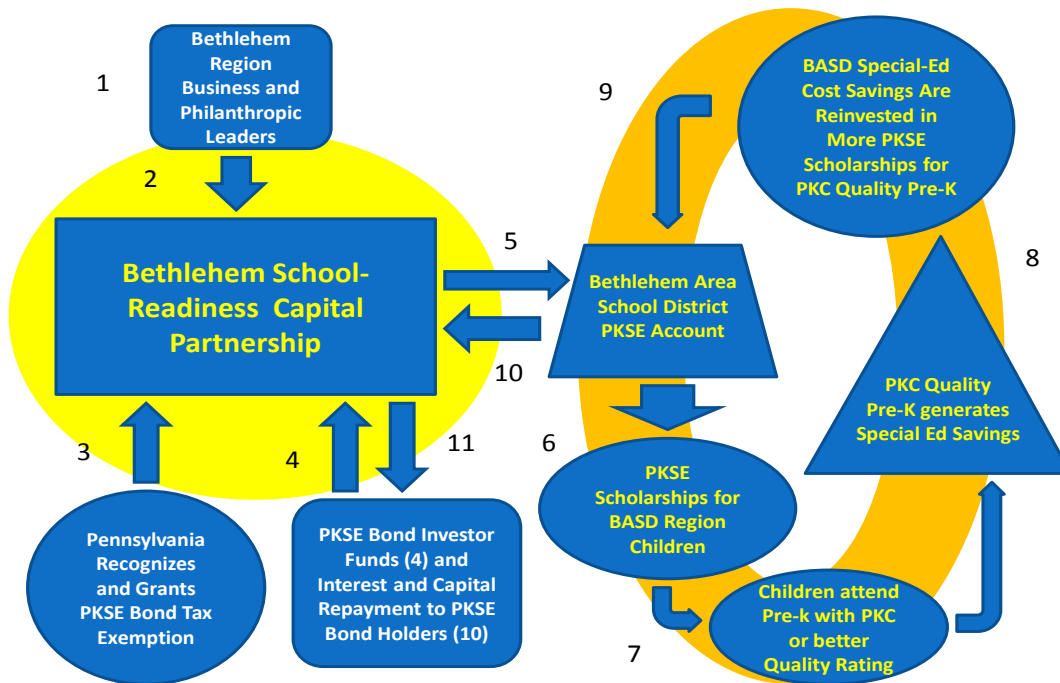 1
Bethlehem
Region
Business and
Philanthropic
Leaders
2
Bethlehem School-
Readiness Capital
Partnership
3
4
11
Pennsylvania
Recognizes
and Grants
PKSE Bond Tax
Exemption
PKSE Bond Investor
Funds (4) and
Interest and Capital
Repayment to PKSE
Bond Holders (10)
5
10
9
BASD Special-Ed
Cost Savings Are
Reinvested in
More PKSE
Scholarships for
PKC Quality Pre-K
Bethlehem Area
School District
PKSE Account
8
PKC Quality
Pre-K generates
Special Ed Savings
6
PKSE
Scholarships for
BASD Region
Children
7
Children attend
Pre-k with PKC
or better
Quality Rating